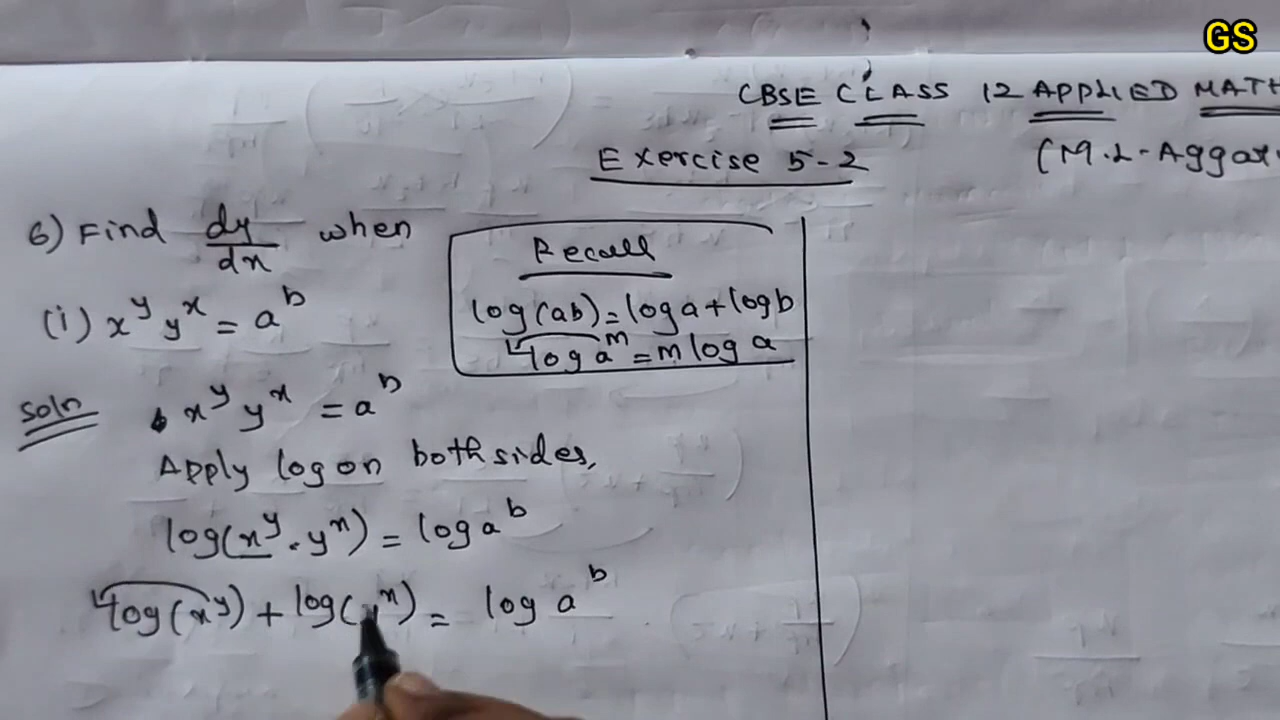 GS
CBSE CLASS 12 APPLIED MATH
Exercise 5-2
(M.L-Aggar
6) Find dy/dx when
(i) x^y y^x = a^b
Recall
log(ab) = log a + log b
log a^m = m log a
Soln
x^y y^x = a^b
Apply log on both sides,
log(x^y . y^x) = log a^b
log(x^y) + log(y^x) = log a^b